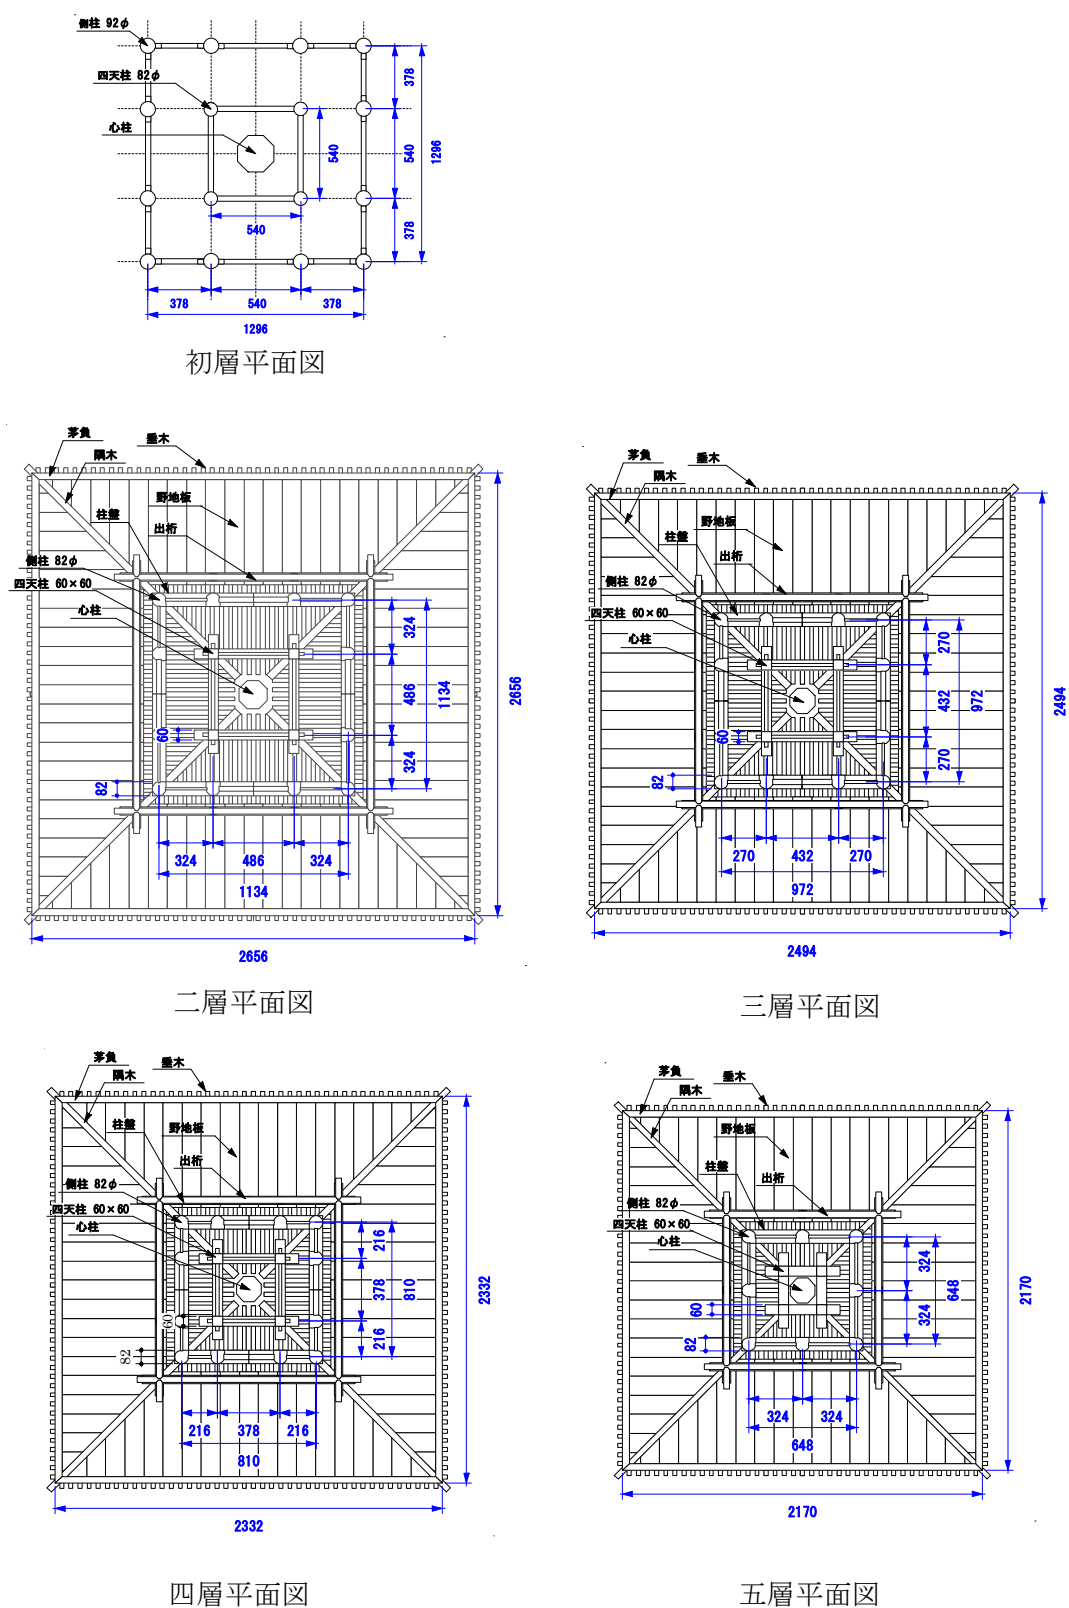 側柱 92φ
四天柱 82φ
心柱
378
540
378
1296
540
540
378
540
378
1296
初層平面図
茅負
垂木
隅木
野地板
柱盤
出桁
側柱 82φ
四天柱 60×60
心柱
324
486
324
1134
2656
60
82
324
486
324
1134
2656
二層平面図
茅負
垂木
隅木
野地板
柱盤
出桁
側柱 82φ
四天柱 60×60
心柱
270
432
270
972
2494
60
82
270
432
270
972
2494
三層平面図
茅負
垂木
隅木
柱盤
野地板
出桁
側柱 82φ
四天柱 60×60
心柱
216
378
216
810
2332
60
82
216
378
216
810
2332
四層平面図
茅負
垂木
隅木
野地板
柱盤
出桁
側柱 82φ
四天柱 60×60
心柱
324
324
648
2170
60
82
324
324
648
2170
五層平面図